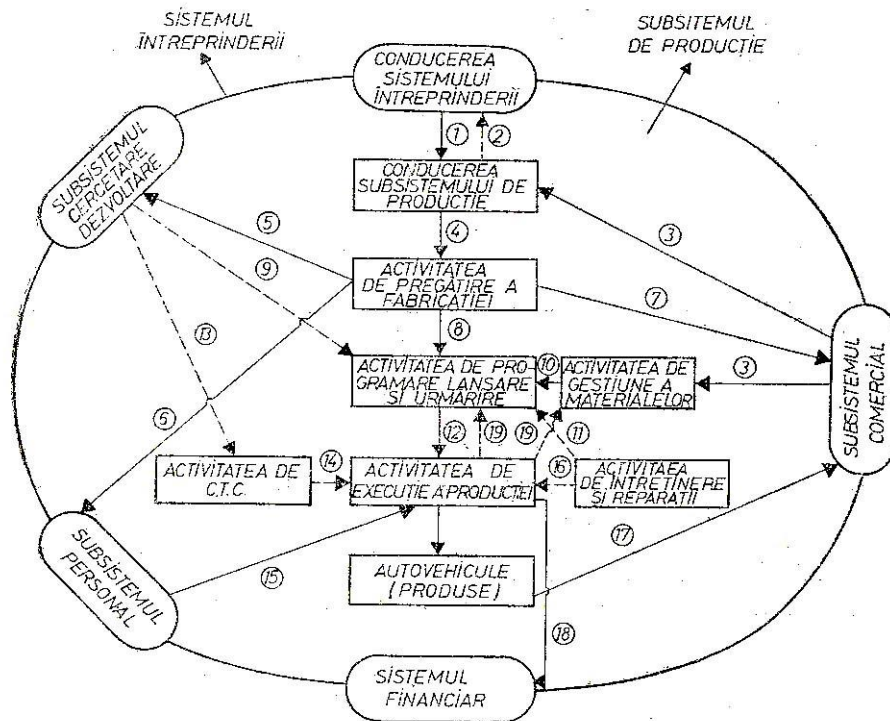 SISTEMUL
ÎNTREPRINDERII
SUBSITEMUL
DE PRODUCȚIE
CONDUCEREA
SISTEMULUI
ÎNTREPRINDERII
① ②
SUBSISTEMUL
CERCETARE
DEZVOLTARE
CONDUCEREA
SUBSISTEMULUI DE
PRODUCȚIE
③
④
⑤
⑨
ACTIVITATEA
DE PREGĂTIRE A
FABRICAȚIEI
⑦
⑬
⑧
ACTIVITATEA DE PRO-
GRAMARE LANSARE
ȘI URMĂRIRE
⑩
ACTIVITATEA DE
GESTIUNE A
MATERIALELOR
③
SUBSISTEMUL
COMERCIAL
⑥
⑫ ⑲ ⑲ ⑪
ACTIVITATEA DE
C.T.C.
⑭
ACTIVITATEA DE
EXECUȚIE A PRODUCȚIEI
⑯
ACTIVITAEA
DE ÎNTREȚINERE
ȘI REPARAȚII
SUBSISTEMUL
PERSONAL
⑮
AUTOVEHICULE
(PRODUSE)
⑰
⑱
SISTEMUL
FINANCIAR